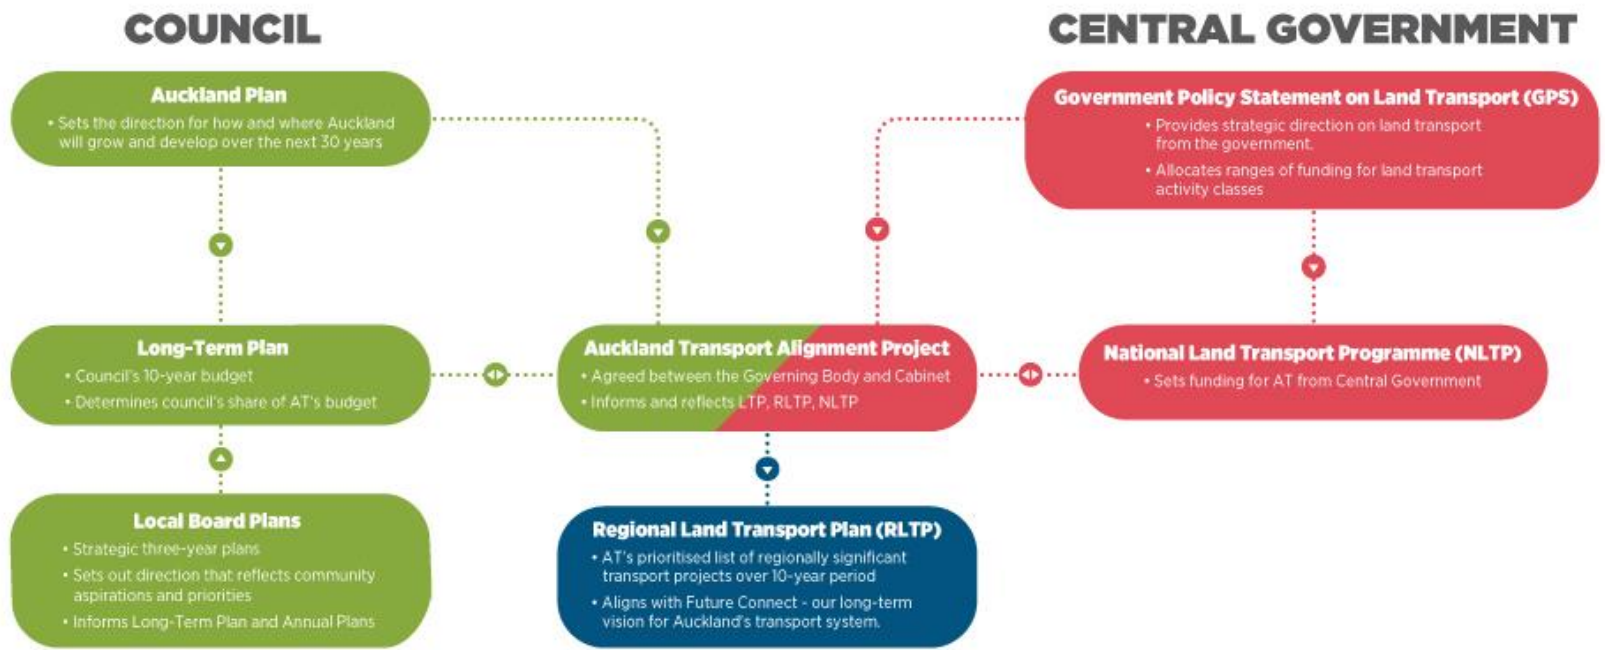 COUNCIL
CENTRAL GOVERNMENT
Auckland Plan
• Sets the direction for how and where Auckland
will grow and develop over the next 30 years
Government Policy Statement on Land Transport (GPS)
• Provides strategic direction on land transport
from the government.
• Allocates ranges of funding for land transport
activity classes
Long-Term Plan
• Council's 10-year budget
• Determines council's share of AT's budget
Auckland Transport Alignment Project
• Agreed between the Governing Body and Cabinet
• Informs and reflects LTP, RLTP, NLTP
National Land Transport Programme (NLTP)
• Sets funding for AT from Central Government
Local Board Plans
• Strategic three-year plans
• Sets out direction that reflects community
aspirations and priorities
• Informs Long-Term Plan and Annual Plans
Regional Land Transport Plan (RLTP)
• AT's prioritised list of regionally significant
transport projects over 10-year period
• Aligns with Future Connect - our long-term
vision for Auckland's transport system.